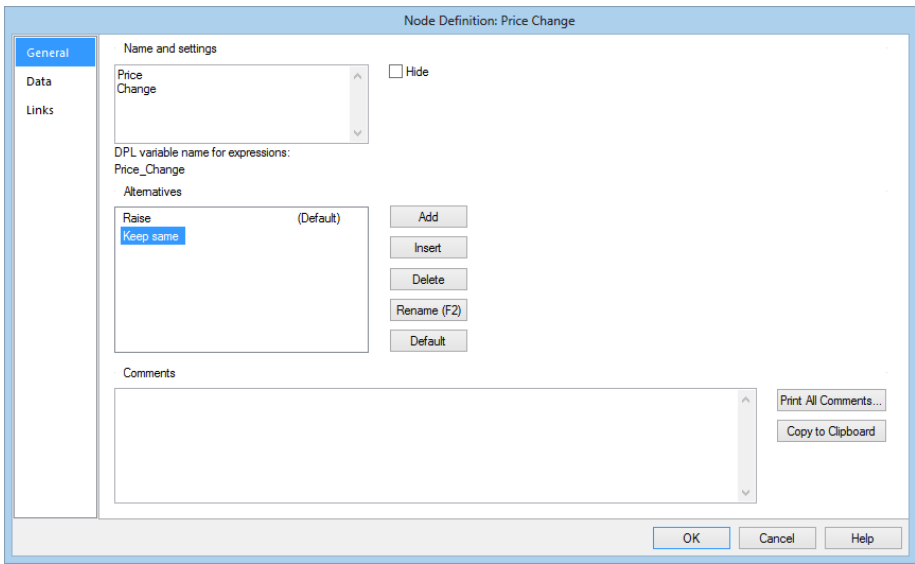 Node Definition: Price Change
General
Data
Links
Name and settings
Price
Change
Hide
DPL variable name for expressions:
Price_Change
Alternatives
Raise (Default)
Keep same
Add
Insert
Delete
Rename (F2)
Default
Comments
Print All Comments...
Copy to Clipboard
OK Cancel Help